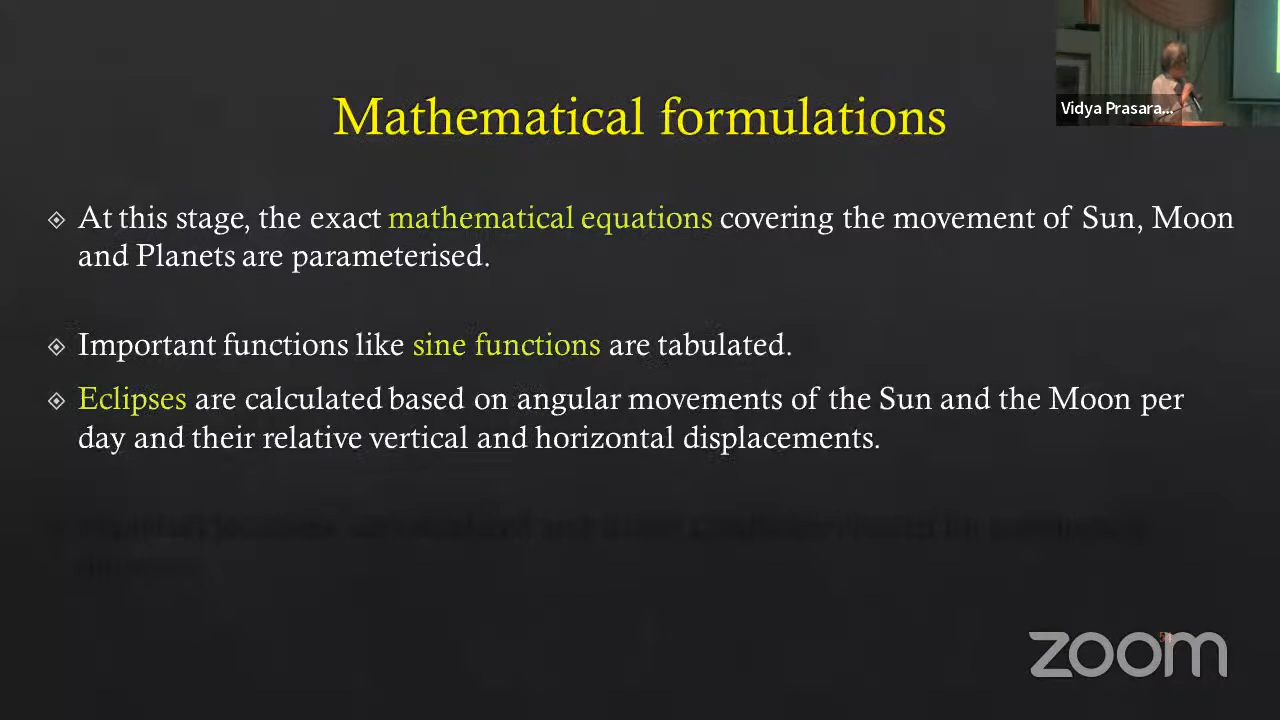 Vidya Prasara...
Mathematical formulations
At this stage, the exact mathematical equations covering the movement of Sun, Moon
and Planets are parameterised.
Important functions like sine functions are tabulated.
Eclipses are calculated based on angular movements of the Sun and the Moon per
day and their relative vertical and horizontal displacements.
zoom